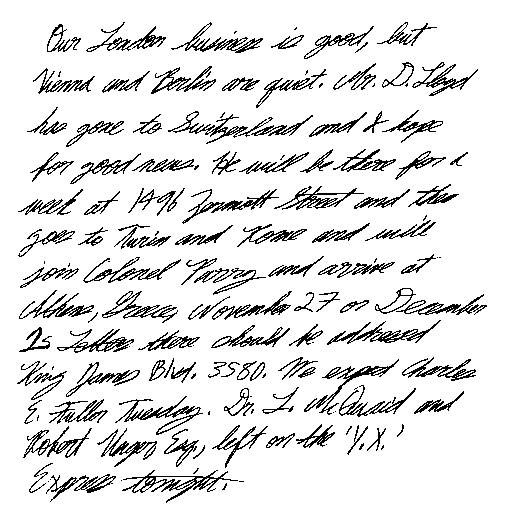 Our London business is good, but
Vienna and Berlin are quiet. Mr. D. Lloyd
has gone to Switzerland and I hope
for good news. He will be there for a
week at 1496 Zermott Street and then
goes to Turin and Rome and will
join Colonel Parry and arrive at
Athens, Greece, November 27 or December
2s Letters there should be addressed
King James Blvd. 3580. We expect Charles
E. Fuller Tuesday. Dr. L. McQuaid and
Robert Unger Esq., left on the 'Y.X.'
Express tonight.